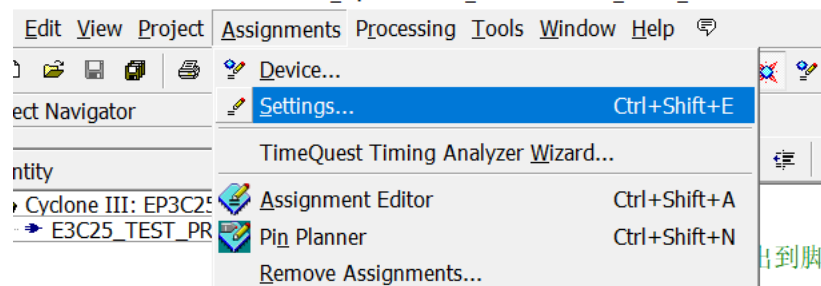 Edit View Project Assignments Processing Tools Window Help
Device...
ect Navigator
Settings... Ctrl+Shift+E
TimeQuest Timing Analyzer Wizard...
ntity
Cyclone III: EP3C25
Assignment Editor Ctrl+Shift+A
E3C25_TEST_PR
Pin Planner Ctrl+Shift+N
出到脚
Remove Assignments...